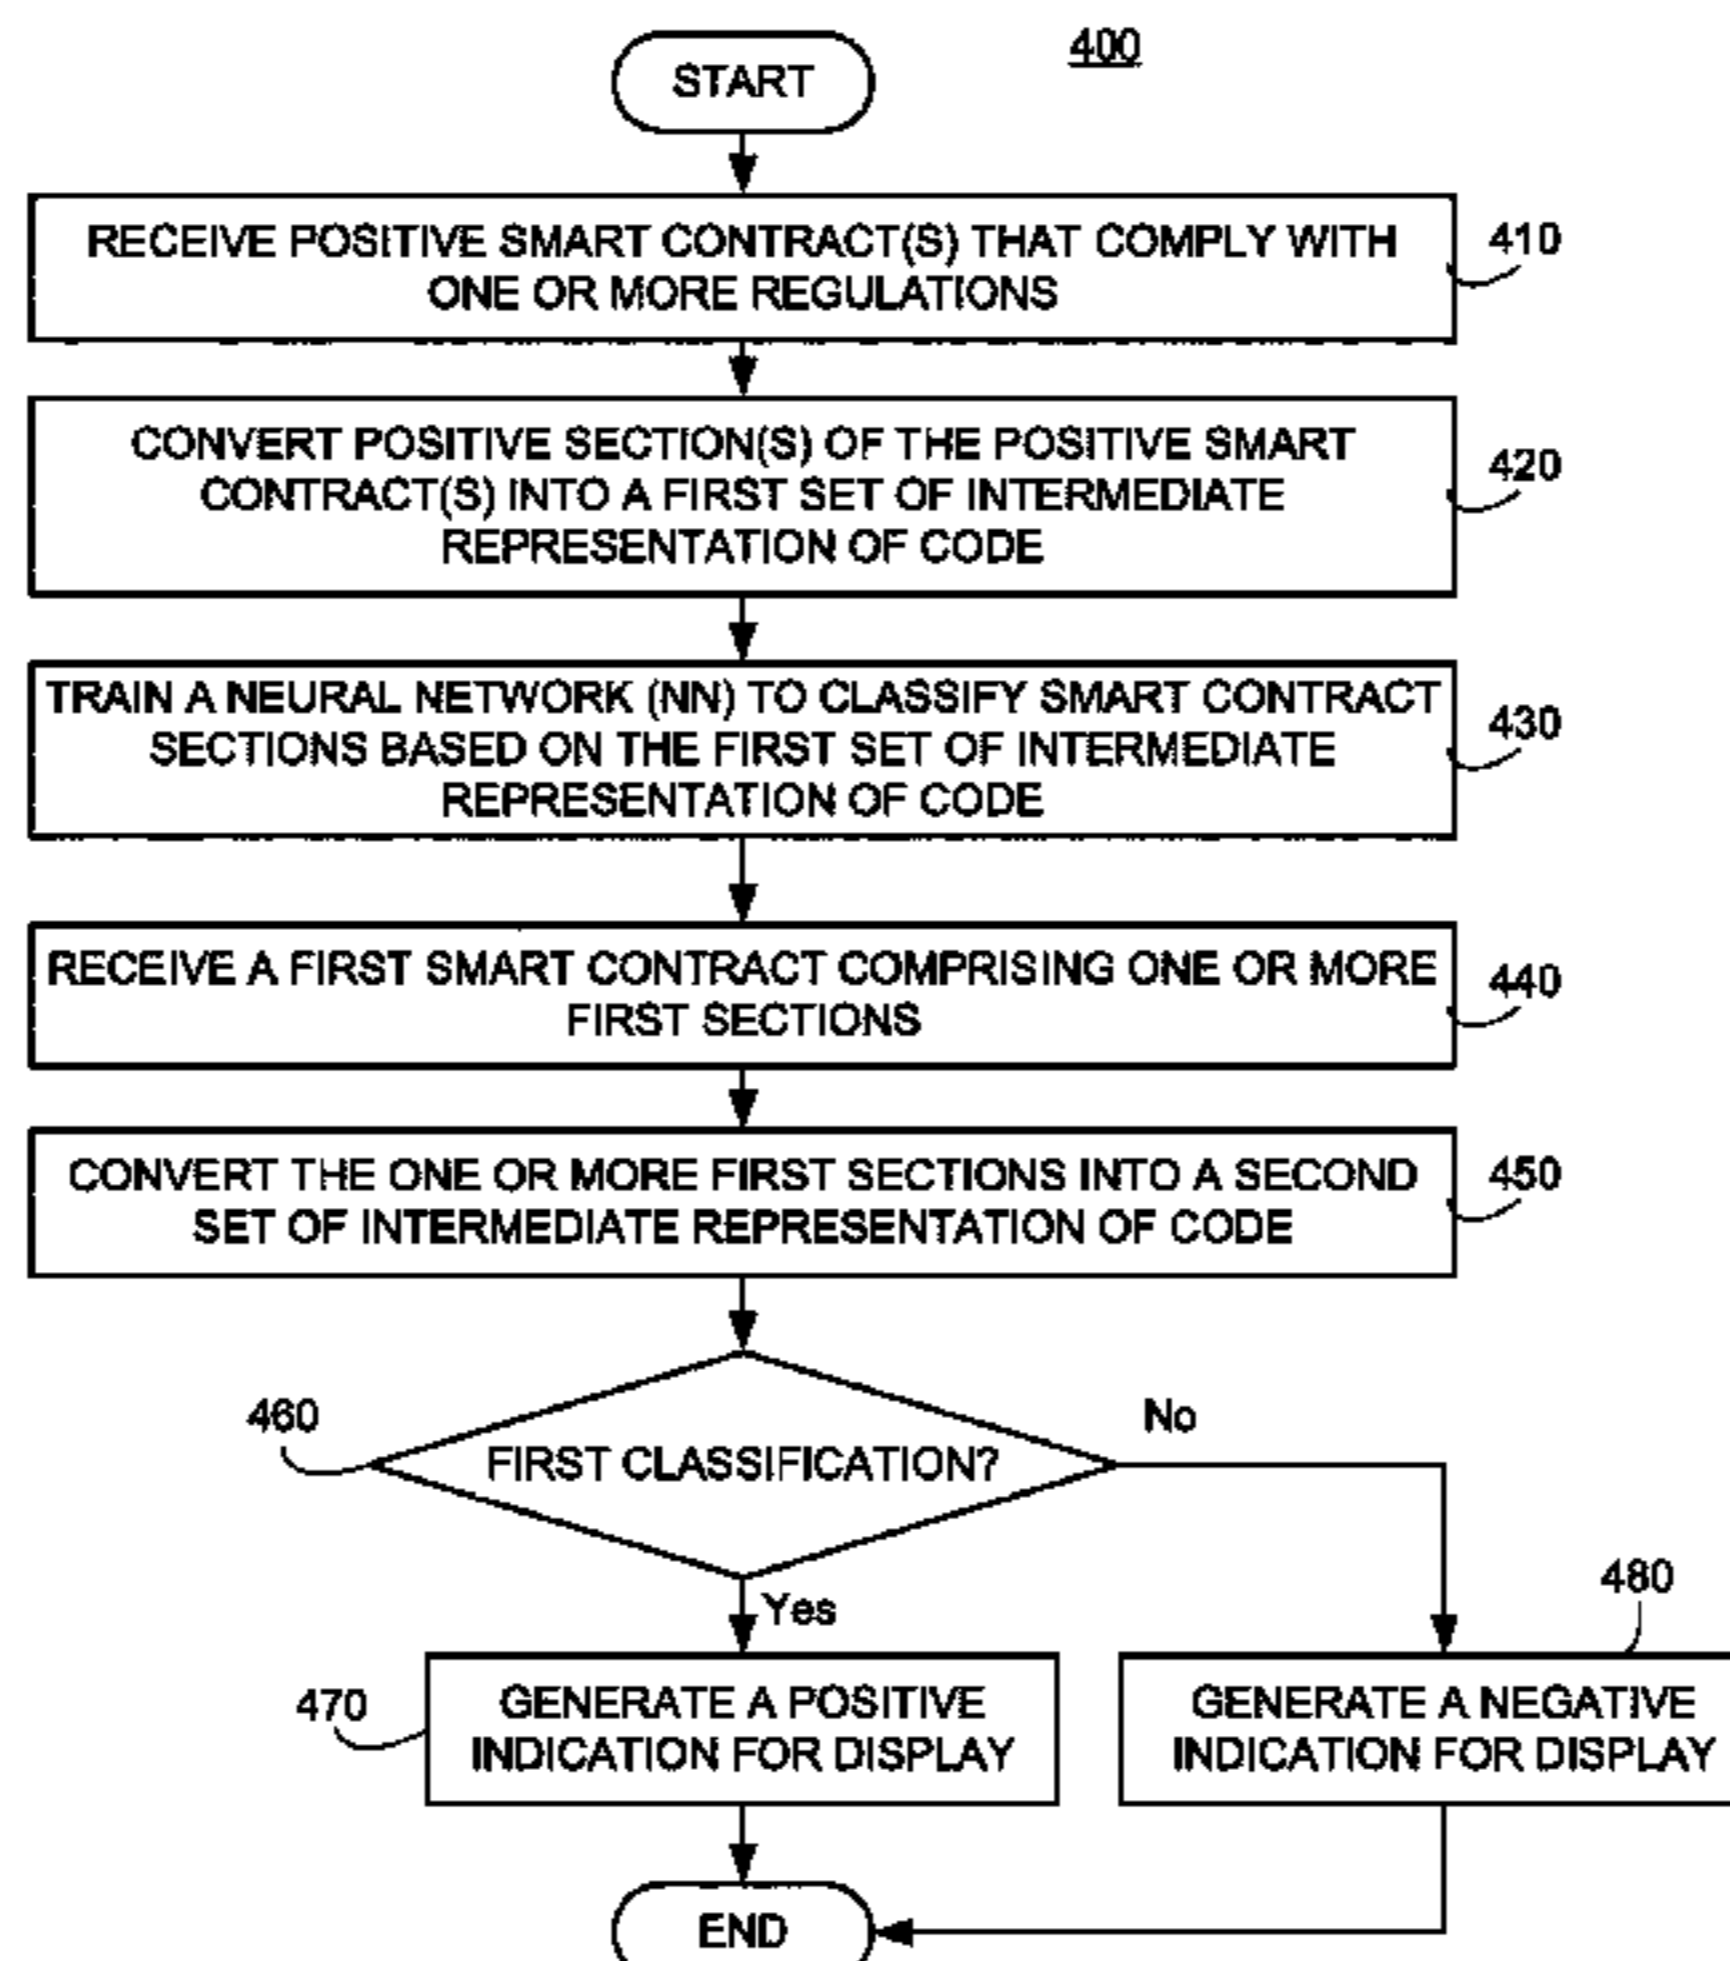 400
START
RECEIVE POSITIVE SMART CONTRACT(S) THAT COMPLY WITH
ONE OR MORE REGULATIONS
410
CONVERT POSITIVE SECTION(S) OF THE POSITIVE SMART
CONTRACT(S) INTO A FIRST SET OF INTERMEDIATE
REPRESENTATION OF CODE
420
TRAIN A NEURAL NETWORK (NN) TO CLASSIFY SMART CONTRACT
SECTIONS BASED ON THE FIRST SET OF INTERMEDIATE
REPRESENTATION OF CODE
430
RECEIVE A FIRST SMART CONTRACT COMPRISING ONE OR MORE
FIRST SECTIONS
440
CONVERT THE ONE OR MORE FIRST SECTIONS INTO A SECOND
SET OF INTERMEDIATE REPRESENTATION OF CODE
450
460
FIRST CLASSIFICATION?
No
Yes
470
GENERATE A POSITIVE
INDICATION FOR DISPLAY
480
GENERATE A NEGATIVE
INDICATION FOR DISPLAY
END